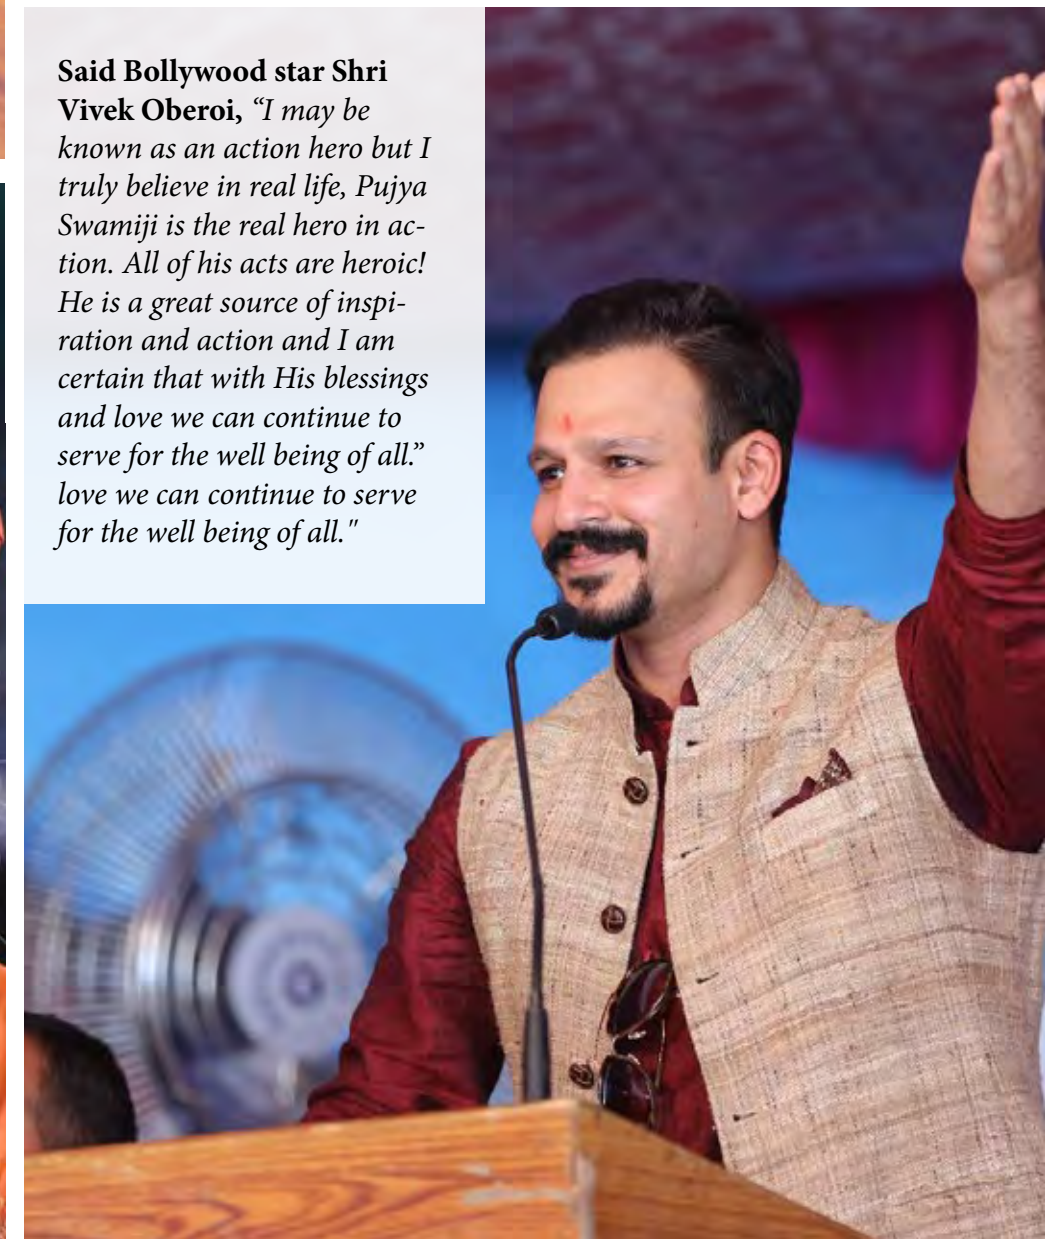 Said Bollywood star Shri
Vivek Oberoi, “I may be
known as an action hero but I
truly believe in real life, Pujya
Swamiji is the real hero in ac-
tion. All of his acts are heroic!
He is a great source of inspi-
ration and action and I am
certain that with His blessings
and love we can continue to
serve for the well being of all.”
love we can continue to serve
for the well being of all."